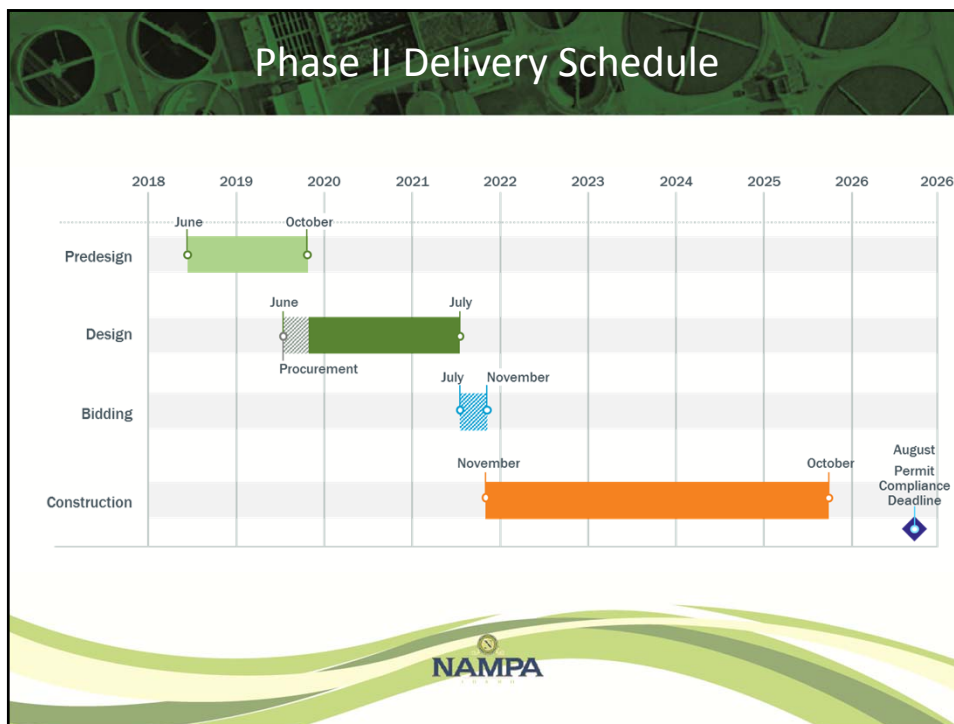 Phase II Delivery Schedule
2018 2019 2020 2021 2022 2023 2024 2025 2026 2026
June October
Predesign
June July
Design
Procurement
July November
Bidding
November October
August
Permit
Compliance
Deadline
Construction
N
NAMPA